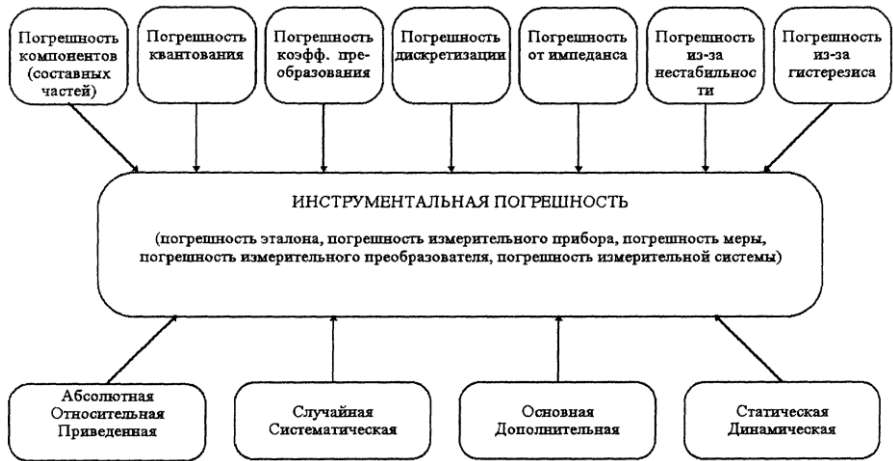 Погрешность
компонентов
(составных
частей)
Погрешность
квантования
Погрешность
коэфф. пре-
образования
Погрешность
дискретизации
Погрешность
от импеданса
Погрешность
из-за
нестабильнос
ти
Погрешность
из-за
гистерезиса
ИНСТРУМЕНТАЛЬНАЯ ПОГРЕШНОСТЬ
(погрешность эталона, погрешность измерительного прибора, погрешность меры,
погрешность измерительного преобразователя, погрешность измерительной системы)
Абсолютная
Относительная
Приведенная
Случайная
Систематическая
Основная
Дополнительная
Статическая
Динамическая